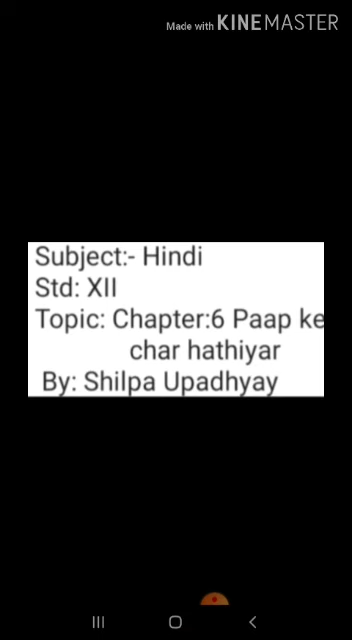 Made with KINEMASTER
Subject:- Hindi
Std: XII
Topic: Chapter:6 Paap ke
char hathiyar
By: Shilpa Upadhyay